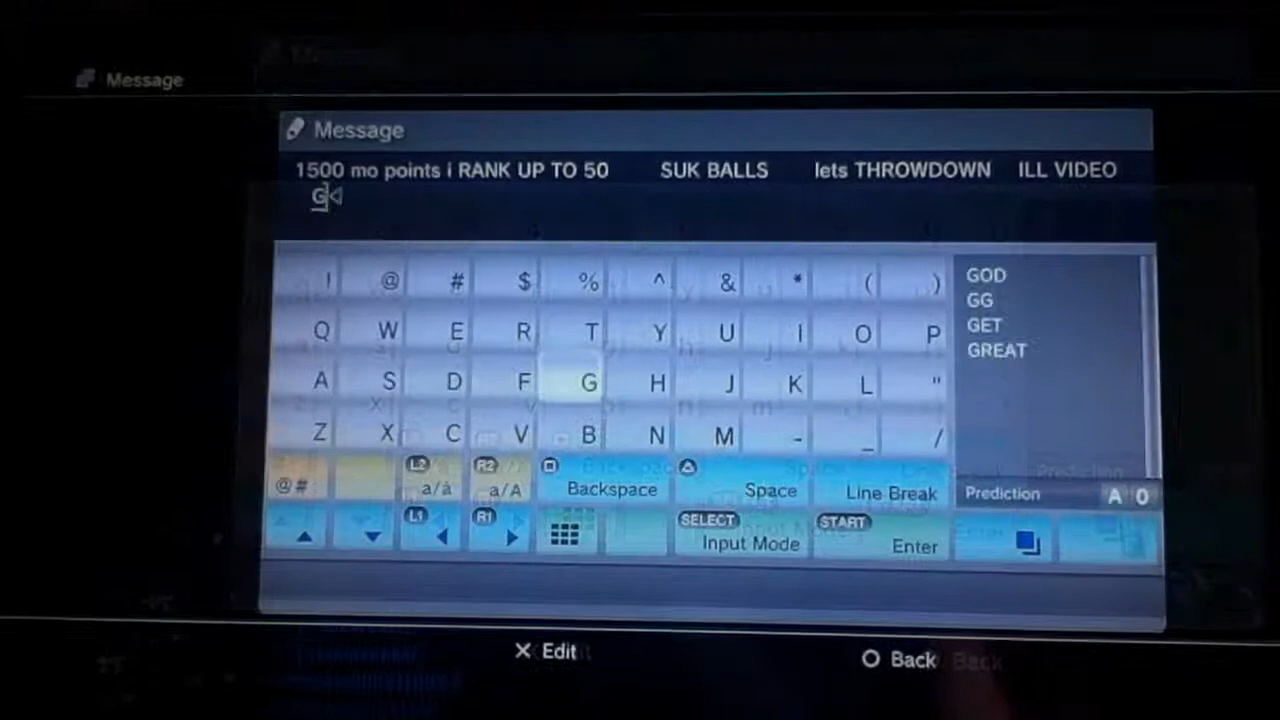 Message
Message
1500 mo points i RANK UP TO 50 SUK BALLS lets THROWDOWN ILL VIDEO
G
! @ # $ % ^ & * ( )
Q W E R T Y U I O P
A S D F G H J K L "
Z X C V B N M - _ /
GOD
GG
GET
GREAT
@# L2 a/à R2 a/A Backspace Space Line Break
Prediction A 0
L1 R1 SELECT Input Mode START Enter
X Edit O Back